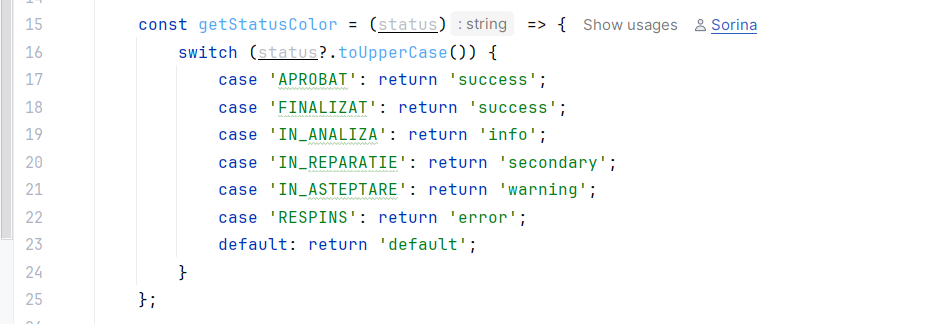 15 const getStatusColor = (status) : string => { Show usages Sorina
16 switch (status?.toUpperCase()) {
17 case 'APROBAT': return 'success';
18 case 'FINALIZAT': return 'success';
19 case 'IN_ANALIZA': return 'info';
20 case 'IN_REPARATIE': return 'secondary';
21 case 'IN_ASTEPTARE': return 'warning';
22 case 'RESPINS': return 'error';
23 default: return 'default';
24 }
25 };